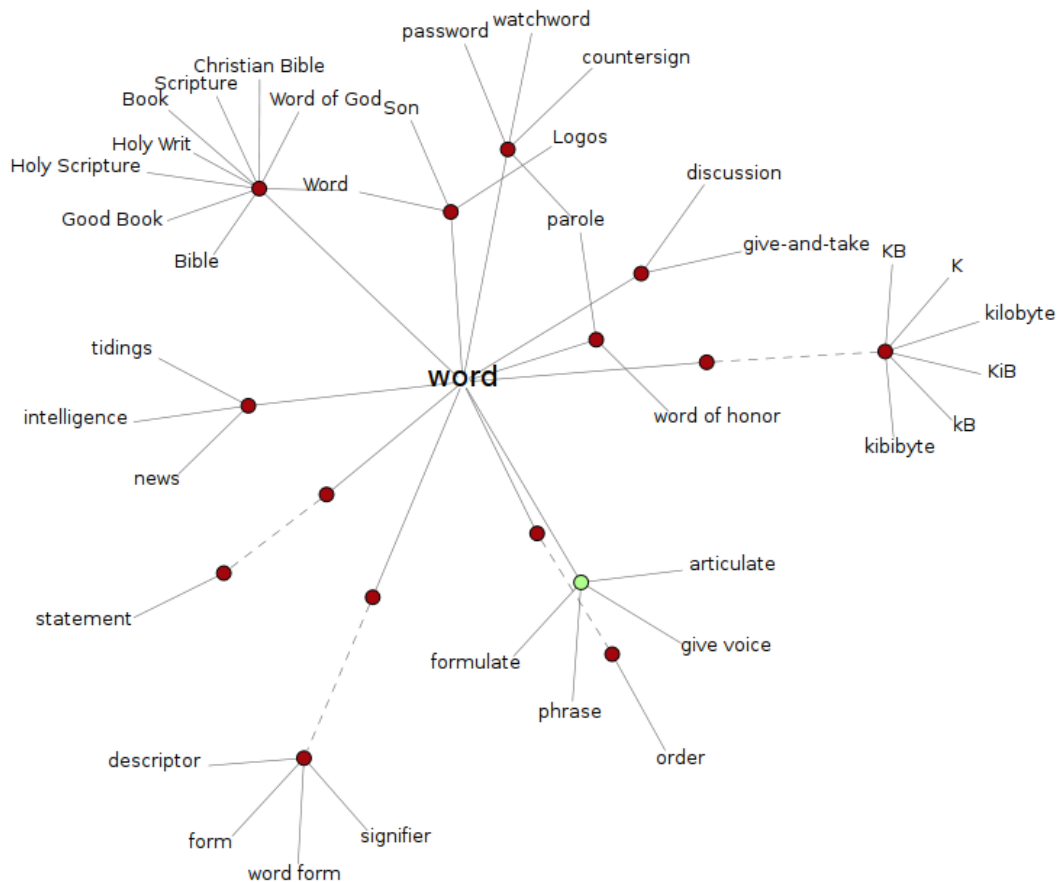 watchword
password
countersign
Christian Bible
Scripture
Book
Word of God
Son
Logos
Holy Writ
Holy Scripture
discussion
Word
Good Book
parole
give-and-take
KB
K
Bible
kilobyte
tidings
word
KiB
intelligence
word of honor
kB
kibibyte
news
articulate
statement
give voice
formulate
phrase
order
descriptor
signifier
form
word form